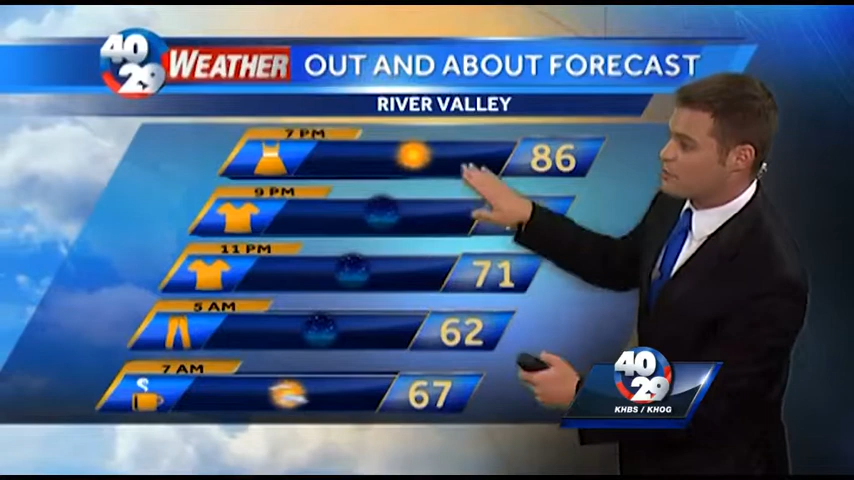 40 29 WEATHER OUT AND ABOUT FORECAST
RIVER VALLEY
7 PM
86
9 PM
11 PM
71
5 AM
62
7 AM
67
40 29
KHBS / KHOG